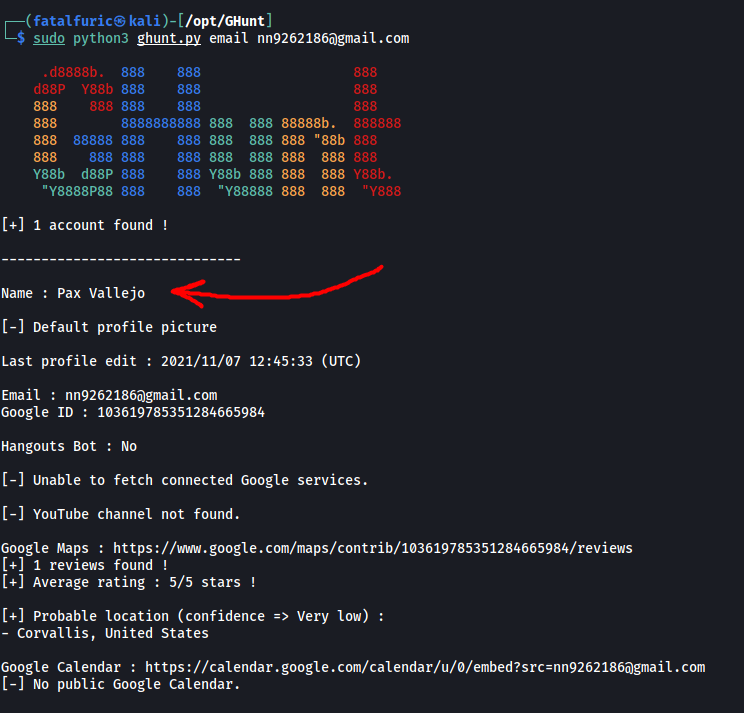 (fatalfuric㉿kali)-[/opt/GHunt]
$ sudo python3 ghunt.py email nn9262186@gmail.com
.d8888b.  888    888                   888
d88P  Y88b 888    888                   888
888    888 888    888                   888
888        8888888888 888  888 88888b.  888888
888  88888 888    888 888  888 888 "88b 888
888    888 888    888 888  888 888  888 888
Y88b  d88P 888    888 Y88b 888 888  888 Y88b.
"Y8888P88 888    888  "Y88888 888  888  "Y888
[+] 1 account found !
------------------------------
Name : Pax Vallejo
[-] Default profile picture
Last profile edit : 2021/11/07 12:45:33 (UTC)
Email : nn9262186@gmail.com
Google ID : 103619785351284665984
Hangouts Bot : No
[-] Unable to fetch connected Google services.
[-] YouTube channel not found.
Google Maps : https://www.google.com/maps/contrib/103619785351284665984/reviews
[+] 1 reviews found !
[+] Average rating : 5/5 stars !
[+] Probable location (confidence => Very low) :
- Corvallis, United States
Google Calendar : https://calendar.google.com/calendar/u/0/embed?src=nn9262186@gmail.com
[-] No public Google Calendar.